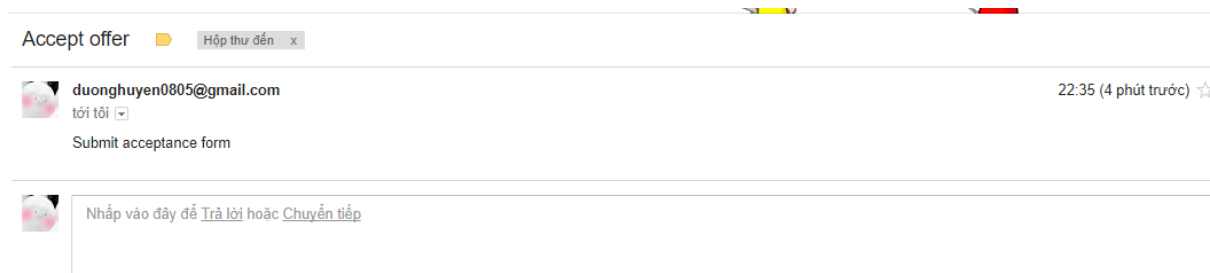 Accept offer Hộp thư đến x
duonghuyen0805@gmail.com 22:35 (4 phút trước)
tới tôi
Submit acceptance form
Nhấp vào đây để Trả lời hoặc Chuyển tiếp